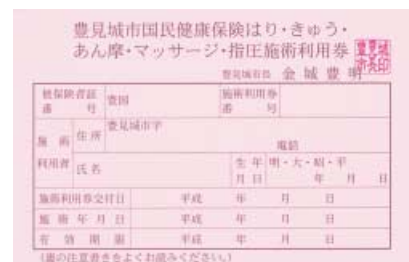 豊見城市国民健康保険はり・きゅう・
あん摩・マッサージ・指圧施術利用券
豊見城市長 金城豊明
豊見城市長印
被保険者証番号 豊国 施術利用券番号
施術利用者 住所 豊見城市字
電話
氏名 生年月日 明・大・昭・平 年 月 日
施術利用券交付日 平成 年 月 日
施術年月日 平成 年 月 日
有効期限 平成 年 月 日
(裏の注意書きをよくお読みください。)